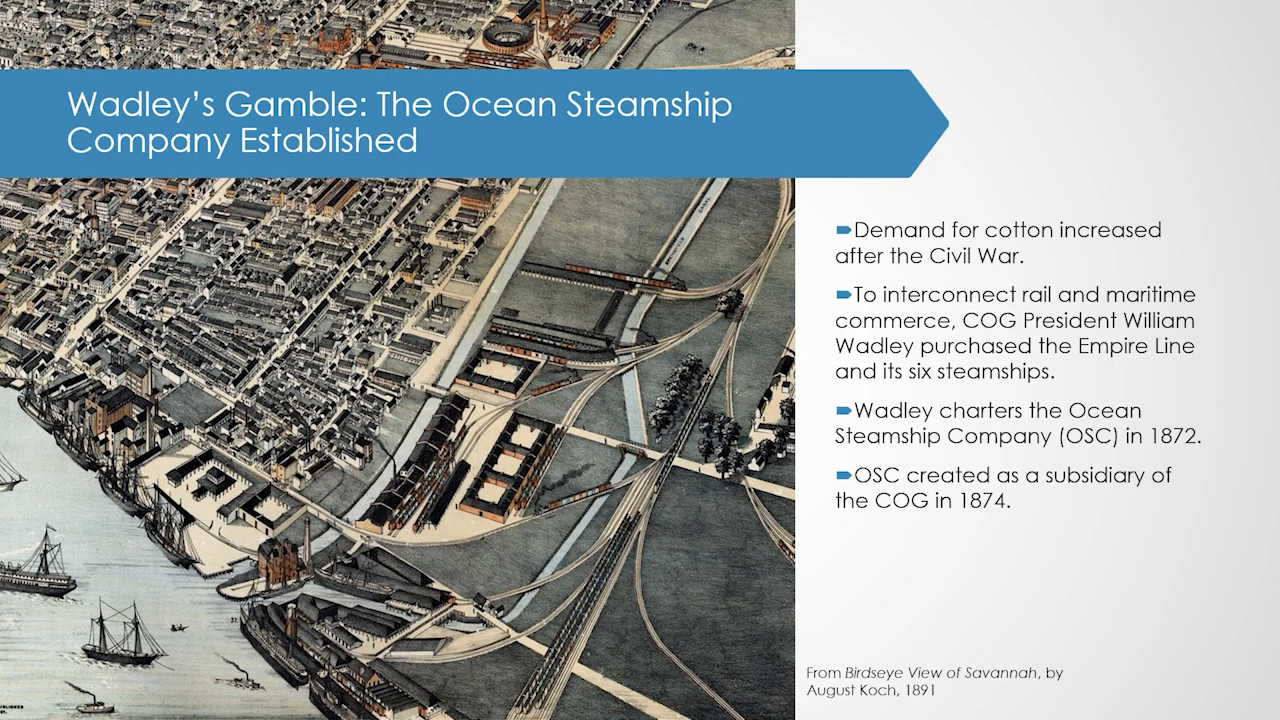 Wadley’s Gamble: The Ocean Steamship
Company Established
Demand for cotton increased
after the Civil War.
To interconnect rail and maritime
commerce, COG President William
Wadley purchased the Empire Line
and its six steamships.
Wadley charters the Ocean
Steamship Company (OSC) in 1872.
OSC created as a subsidiary of
the COG in 1874.
From Birdseye View of Savannah, by
August Koch, 1891
CANAL